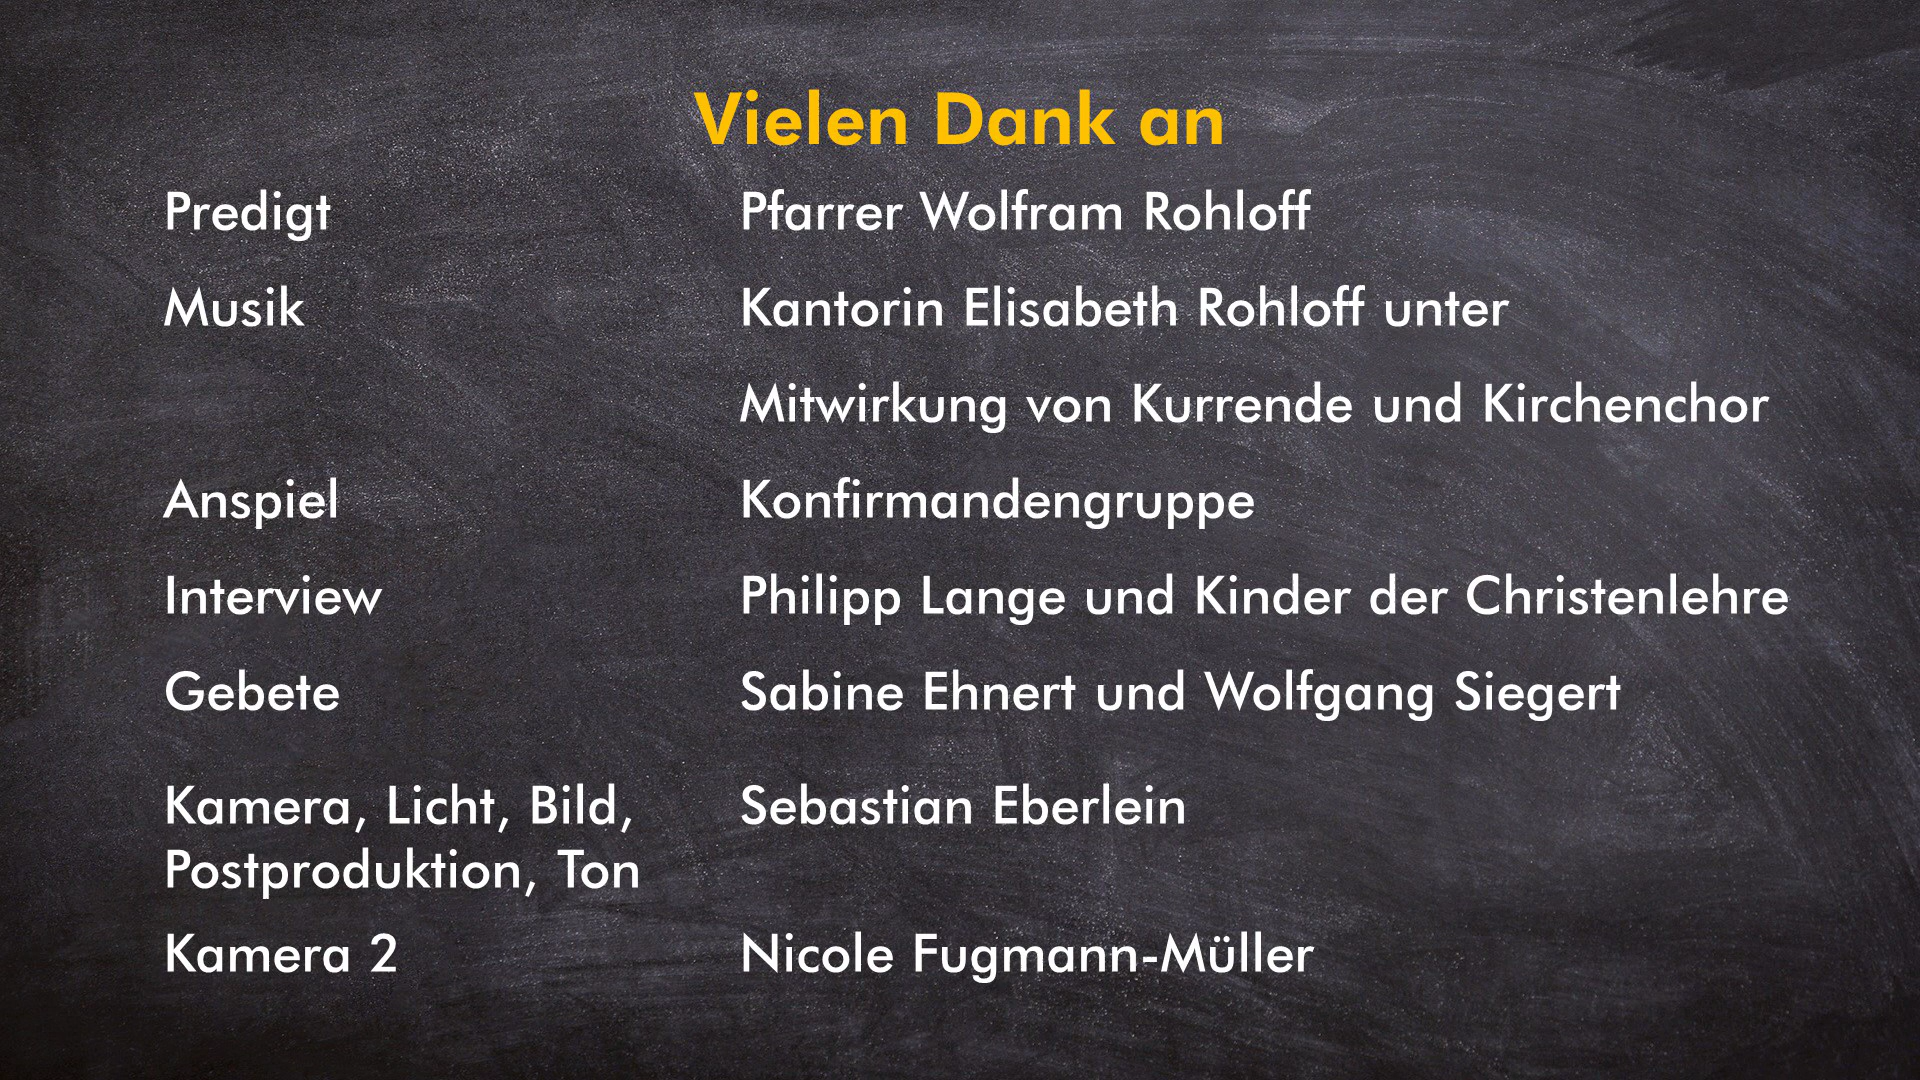 Vielen Dank an
Predigt Pfarrer Wolfram Rohloff
Musik Kantorin Elisabeth Rohloff unter
Mitwirkung von Kurrende und Kirchenchor
Anspiel Konfirmandengruppe
Interview Philipp Lange und Kinder der Christenlehre
Gebete Sabine Ehnert und Wolfgang Siegert
Kamera, Licht, Bild, Sebastian Eberlein
Postproduktion, Ton
Kamera 2 Nicole Fugmann-Müller